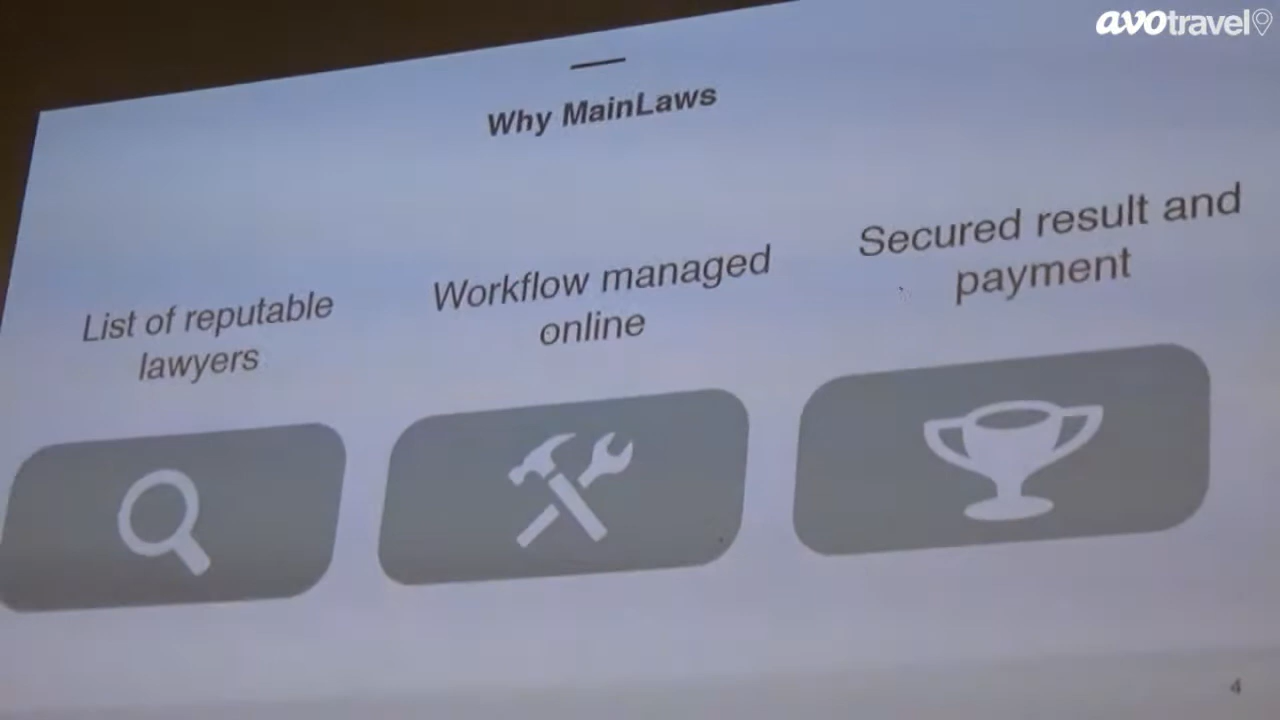 avotravel
Why MainLaws
List of reputable
lawyers
Workflow managed
online
Secured result and
payment
4